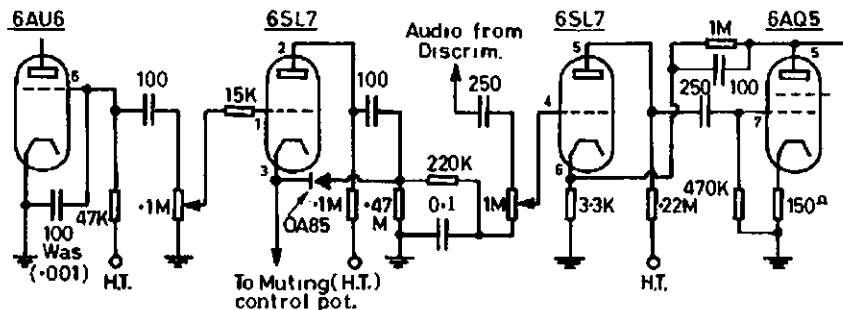 6AU6
6SL7
6SL7
6AQ5
6
2
Audio from
Discrim.
5
1M
5
100
100
250
250
100
15K
1
4
7
3
6
220K
47K
·1M
·1M
·47
M
0·1
1M
3·3K
·22M
470K
150Ω
OA85
100
Was
(·001)
H.T.
To Muting(H.T.)
control pot.
H.T.